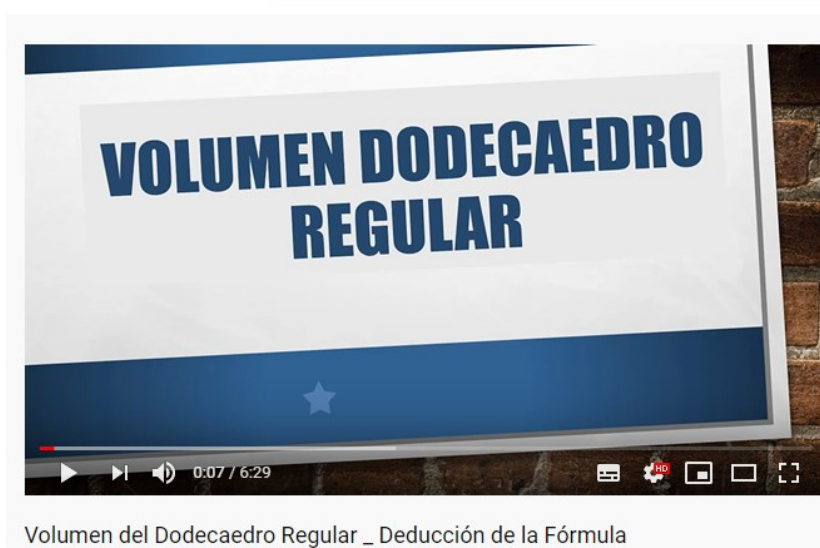 VOLUMEN DODECAEDRO
REGULAR
0:07 / 6:29
HD
Volumen del Dodecaedro Regular _ Deducción de la Fórmula